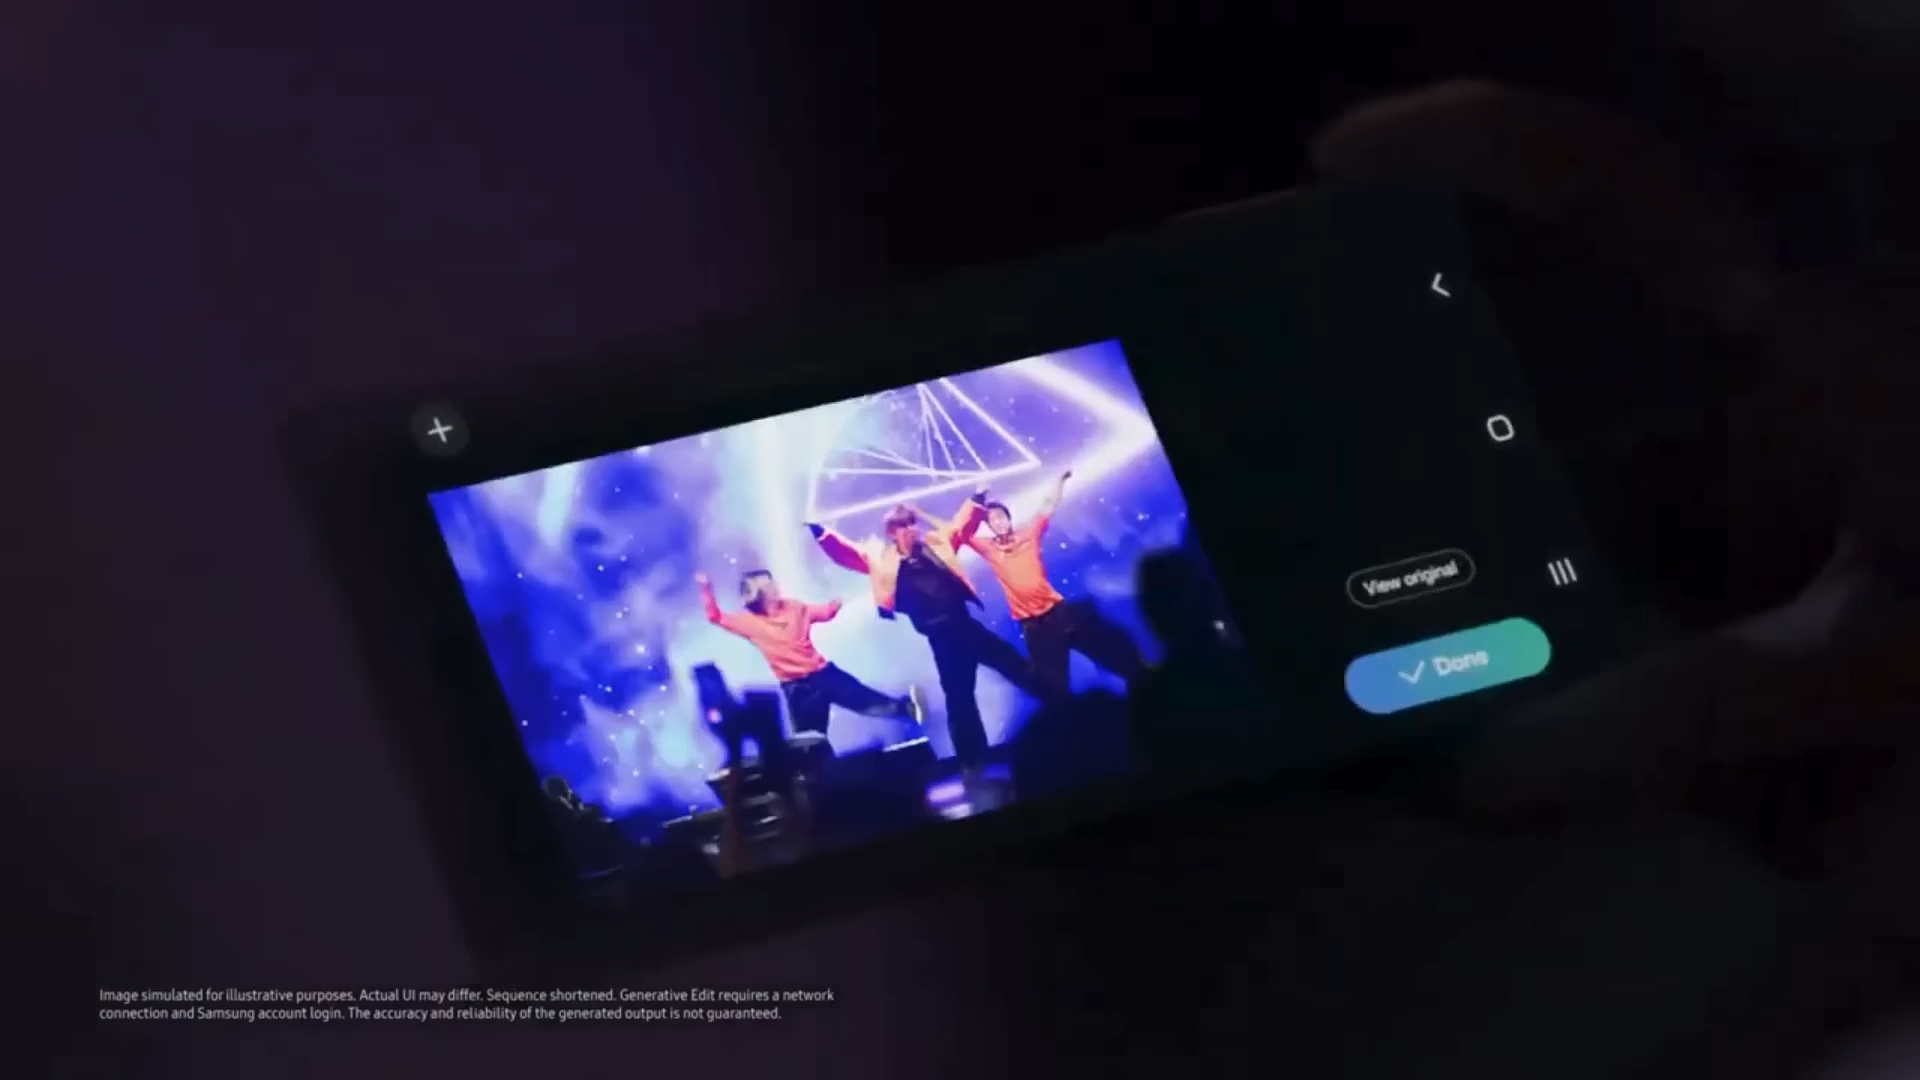 View original
Done
Image simulated for illustrative purposes. Actual UI may differ. Sequence shortened. Generative Edit requires a network
connection and Samsung account login. The accuracy and reliability of the generated output is not guaranteed.